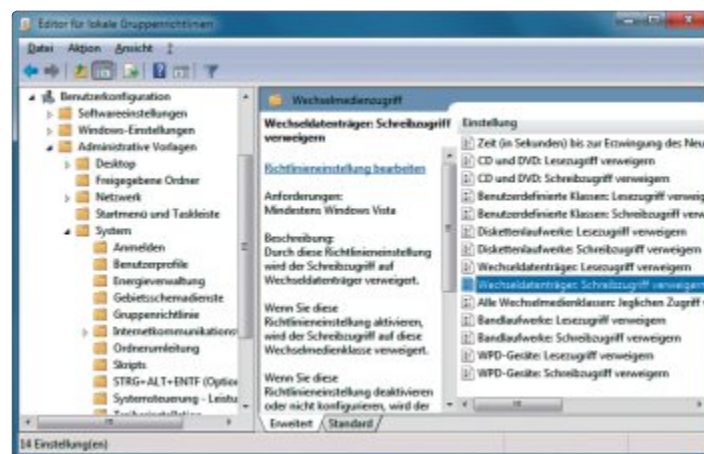 Editor für lokale Gruppenrichtlinien
Datei Aktion Ansicht ?
Benutzerkonfiguration
Softwareeinstellungen
Windows-Einstellungen
Administrative Vorlagen
Desktop
Freigegebene Ordner
Netzwerk
Startmenü und Taskleiste
System
Anmelden
Benutzerprofile
Energieverwaltung
Gebietsschemadienste
Gruppenrichtlinie
Internetkommunikations
Ordnerumleitung
Skripts
STRG+ALT+ENTF (Option
Systemsteuerung - Leistu
Wechselmedienzugriff
Wechseldatenträger: Schreibzugriff
verweigern
Richtlinieneinstellung bearbeiten
Anforderungen:
Mindestens Windows Vista
Beschreibung:
Durch diese Richtlinieneinstellung
wird der Schreibzugriff auf
Wechseldatenträger verweigert.
Wenn Sie diese
Richtlinieneinstellung aktivieren,
wird der Schreibzugriff auf diese
Wechselmedienklasse verweigert.
Wenn Sie diese
Richtlinieneinstellung deaktivieren
oder nicht konfigurieren, wird der
Einstellung
Zeit (in Sekunden) bis zur Erzwingung des Neu
CD und DVD: Lesezugriff verweigern
CD und DVD: Schreibzugriff verweigern
Benutzerdefinierte Klassen: Lesezugriff verweig
Benutzerdefinierte Klassen: Schreibzugriff verw
Diskettenlaufwerke: Lesezugriff verweigern
Diskettenlaufwerke: Schreibzugriff verweigern
Wechseldatenträger: Lesezugriff verweigern
Wechseldatenträger: Schreibzugriff verweigern
Alle Wechselmedienklassen: Jeglichen Zugriff v
Bandlaufwerke: Lesezugriff verweigern
Bandlaufwerke: Schreibzugriff verweigern
WPD-Geräte: Lesezugriff verweigern
WPD-Geräte: Schreibzugriff verweigern
Erweitert Standard
14 Einstellung(en)